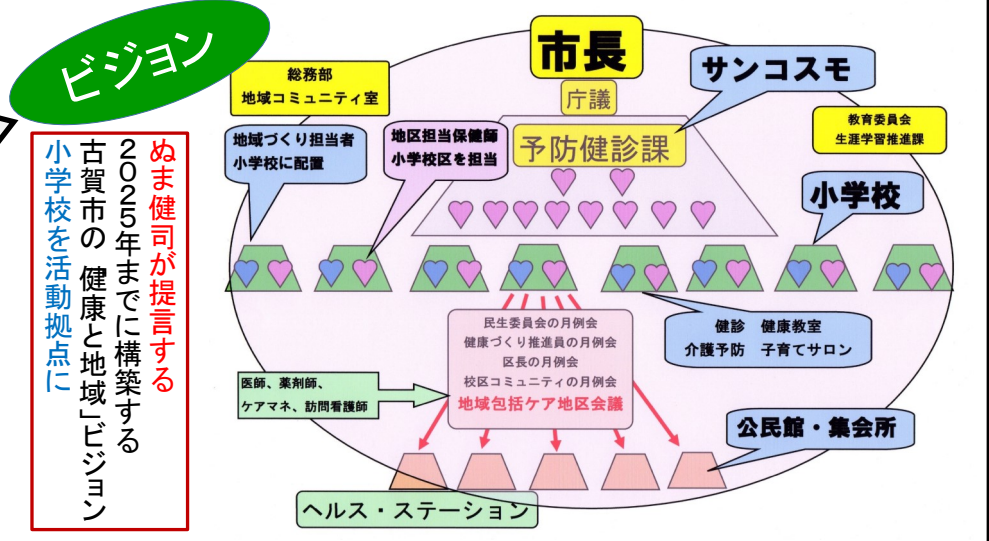 ビジョン
ぬま健司が提言する
2025年までに構築する
古賀市の「健康と地域」ビジョン
小学校を活動拠点に
市長
庁議
予防健診課
サンコスモ
総務部
地域コミュニティ室
教育委員会
生涯学習推進課
地域づくり担当者
小学校に配置
地区担当保健師
小学校区を担当
小学校
健診 健康教室
介護予防 子育てサロン
民生委員会の月例会
健康づくり推進員の月例会
区長の月例会
校区コミュニティの月例会
地域包括ケア地区会議
医師、薬剤師、
ケアマネ、訪問看護師
公民館・集会所
ヘルス・ステーション